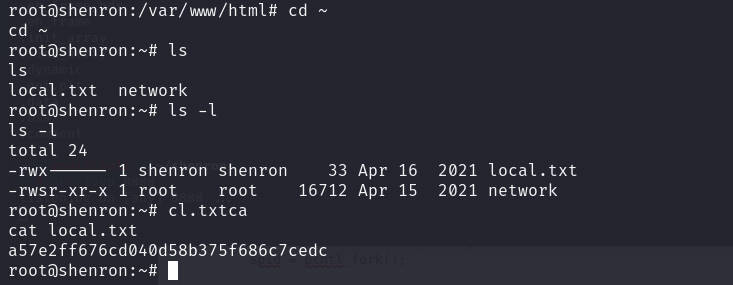 root@shenron:/var/www/html# cd ~
cd ~
root@shenron:~# ls
ls
local.txt  network
root@shenron:~# ls -l
ls -l
total 24
-rwx------ 1 shenron shenron    33 Apr 16  2021 local.txt
-rwsr-xr-x 1 root    root    16712 Apr 15  2021 network
root@shenron:~# cl.txtca
cat local.txt
a57e2ff676cd040d58b375f686c7cedc
root@shenron:~#